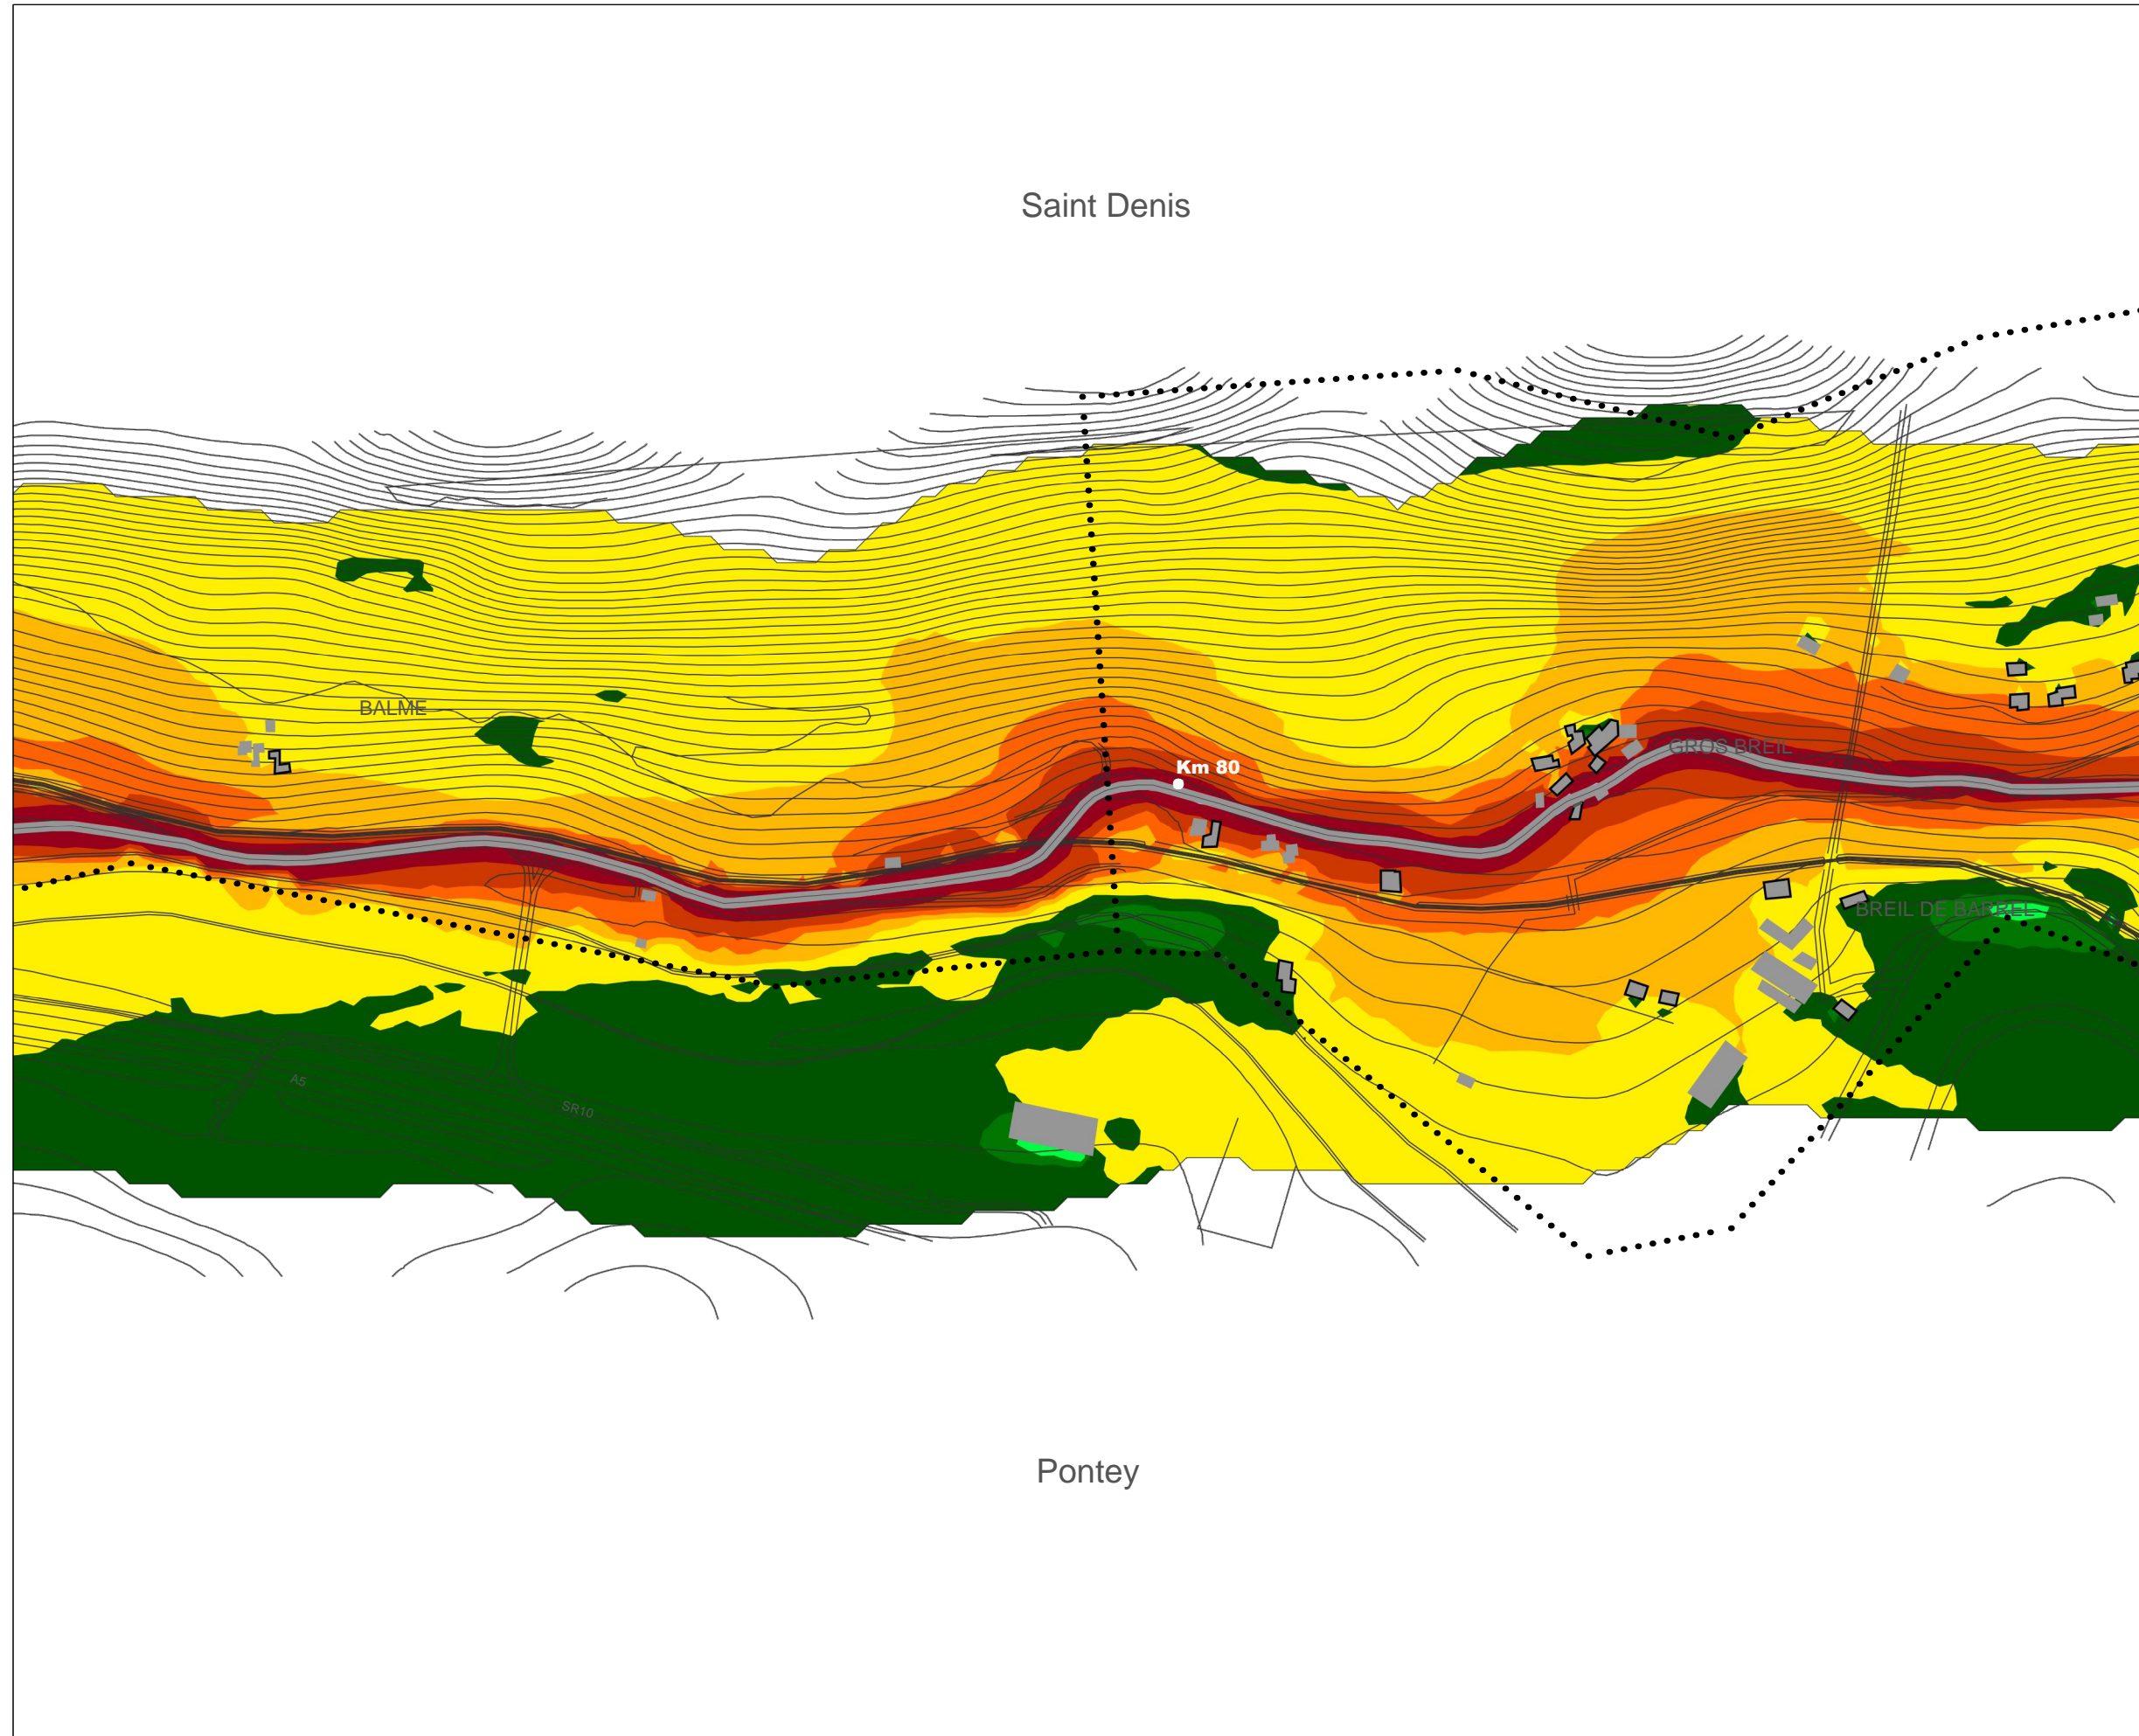 Saint Denis
BALME
GROS BREIL
Km 80
BREIL DE BARREL
A5
SR10
Pontey